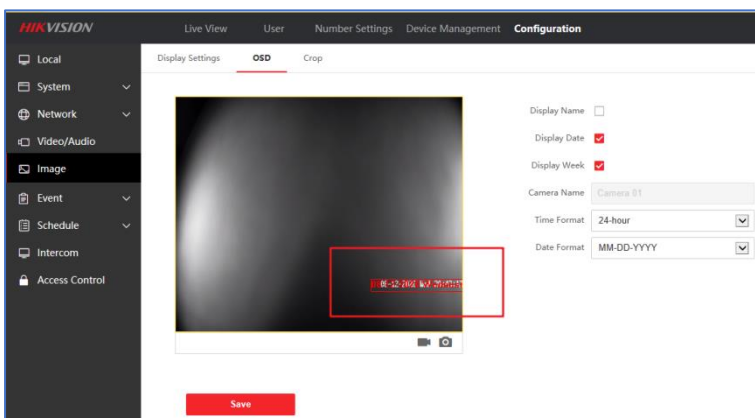 HIKVISION
Live View User Number Settings Device Management Configuration
Local
System
Network
Video/Audio
Image
Event
Schedule
Intercom
Access Control
Display Settings OSD Crop
Display Name
Display Date
Display Week
Camera Name Camera 01
Time Format 24-hour
Date Format MM-DD-YYYY
Save